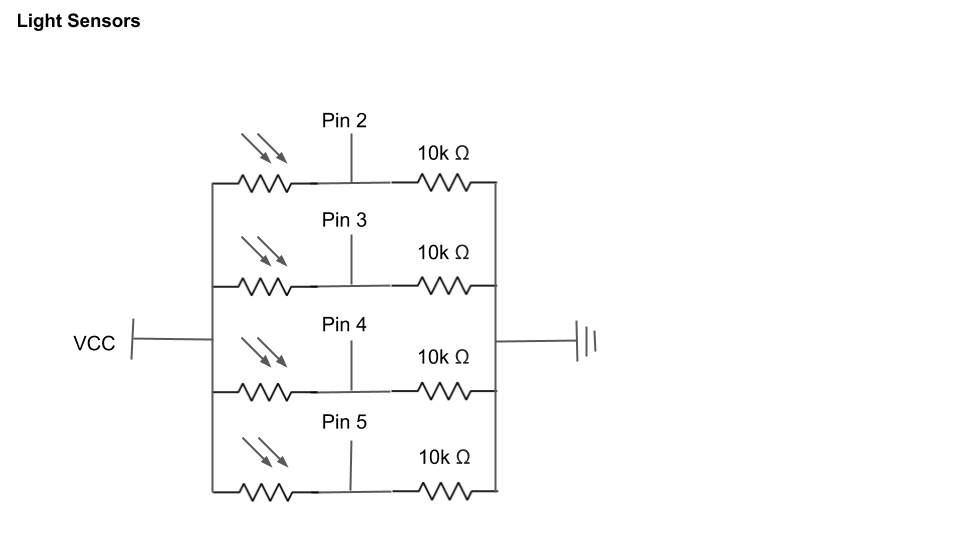 Light Sensors
Pin 2
10k Ω
Pin 3
10k Ω
Pin 4
VCC
10k Ω
Pin 5
10k Ω